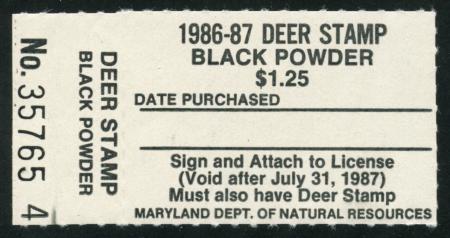 No. 35765 4
DEER STAMP
BLACK POWDER
1986-87 DEER STAMP
BLACK POWDER
$1.25
DATE PURCHASED
Sign and Attach to License
(Void after July 31, 1987)
Must also have Deer Stamp
MARYLAND DEPT. OF NATURAL RESOURCES